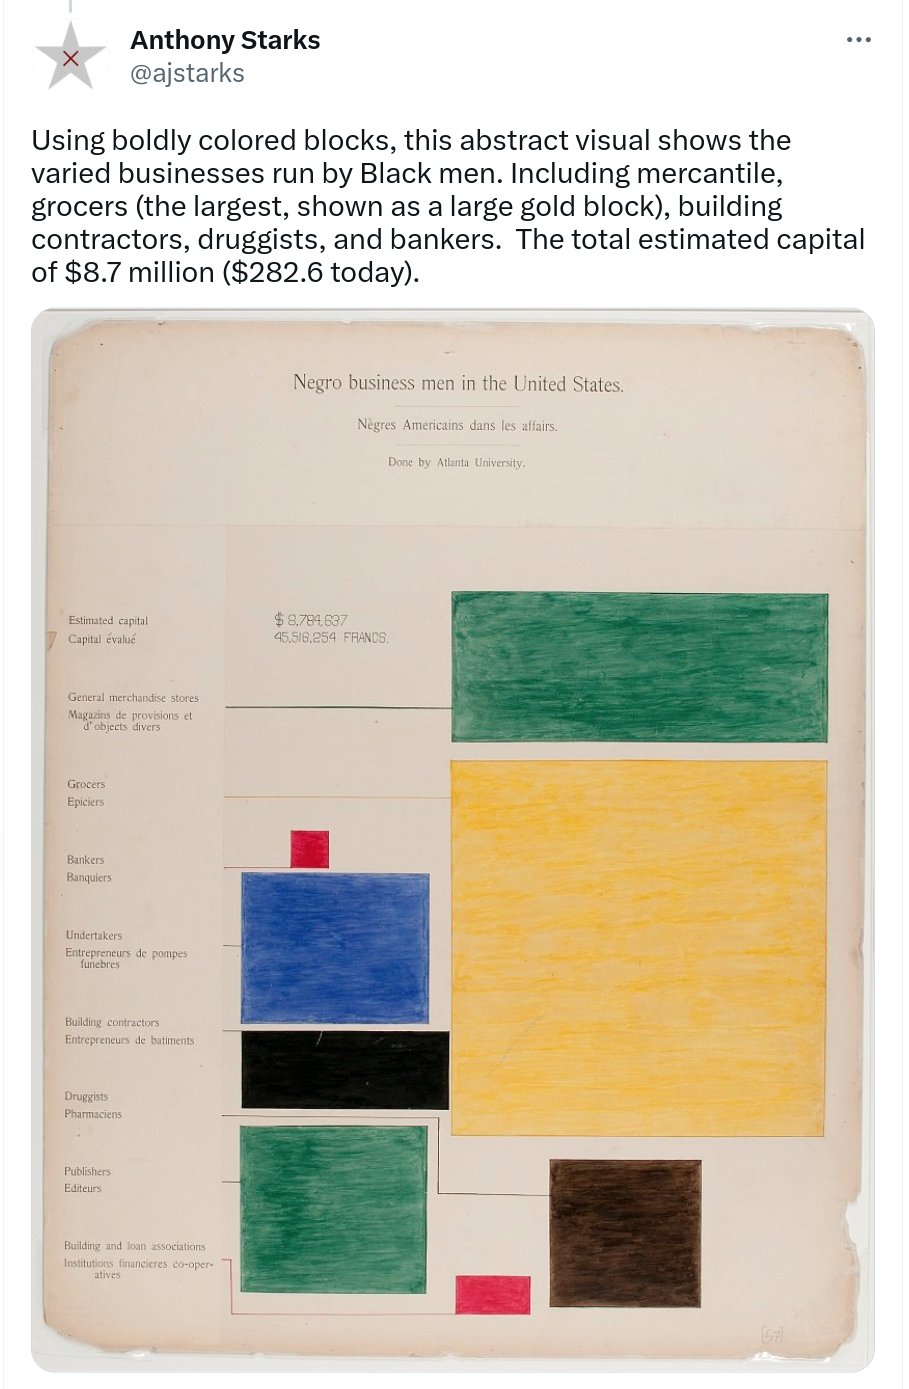 Anthony Starks
@ajstarks
Using boldly colored blocks, this abstract visual shows the
varied businesses run by Black men. Including mercantile,
grocers (the largest, shown as a large gold block), building
contractors, druggists, and bankers.  The total estimated capital
of $8.7 million ($282.6 today).
Negro business men in the United States.
Nègres Americains dans les affairs.
Done by Atlanta University.
Estimated capital
Capital évalué
$ 8,784,637
45,516,254 FRANCS.
General merchandise stores
Magazins de provisions et
d'objects divers
Grocers
Epiciers
Bankers
Banquiers
Undertakers
Entrepreneurs de pompes
funebres
Building contractors
Entrepreneurs de batiments
Druggists
Pharmaciens
Publishers
Editeurs
Building and loan associations
Institutions financieres co-oper-
atives
[57]